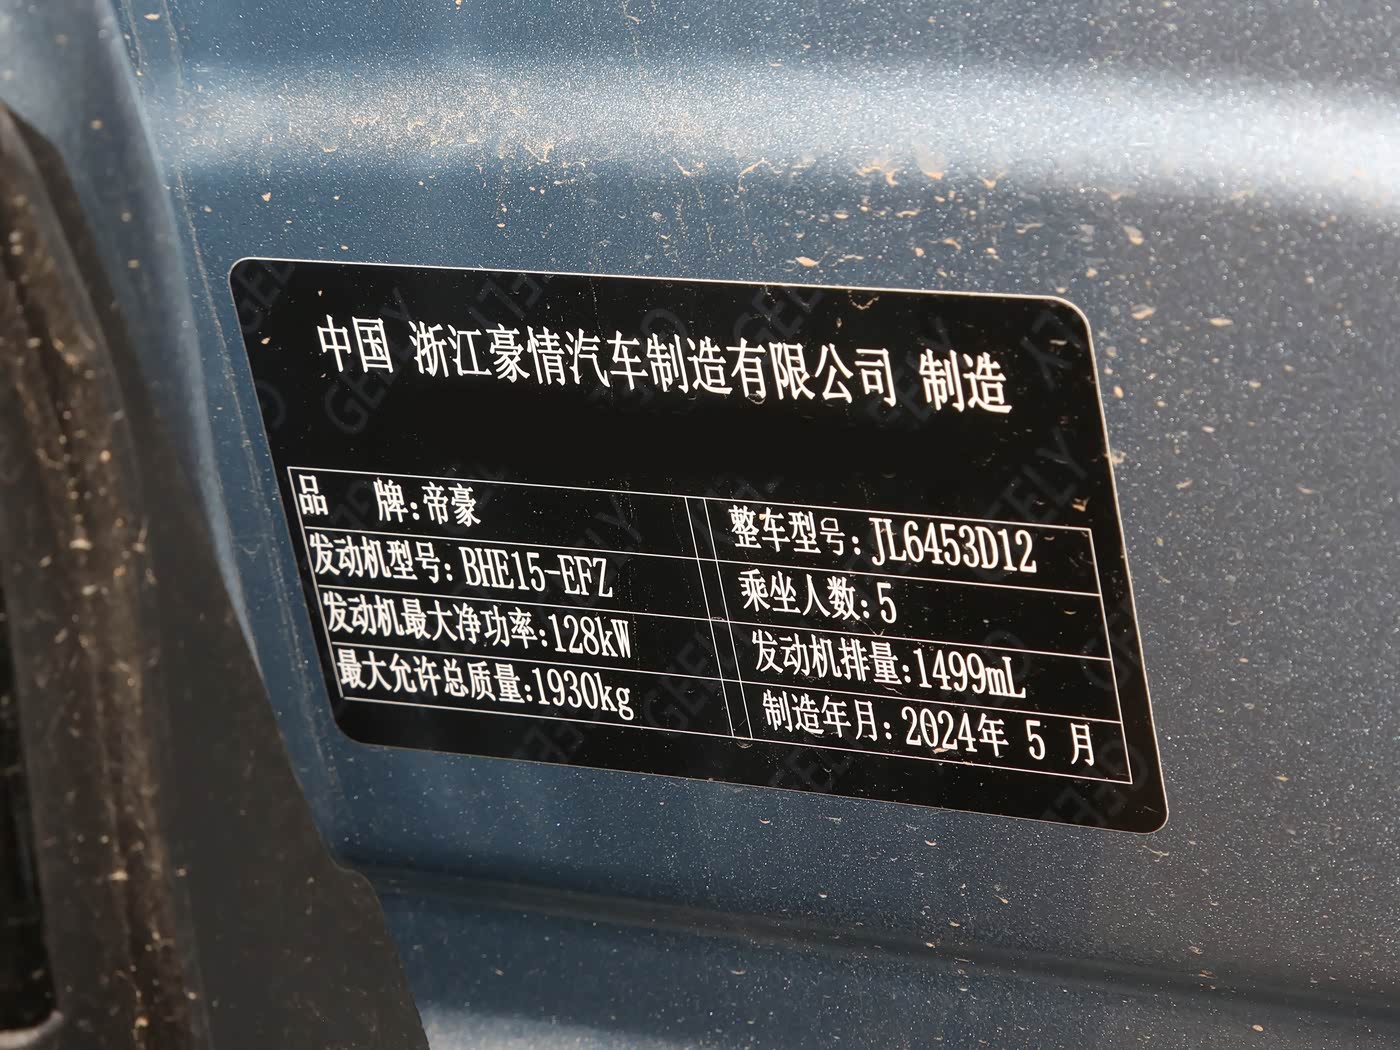 中国 浙江豪情汽车制造有限公司 制造
品 牌:帝豪 整车型号: JL6453D12
发动机型号: BHE15-EFZ 乘坐人数: 5
发动机最大净功率:128kW 发动机排量:1499mL
最大允许总质量:1930kg 制造年月: 2024年 5 月
GEELY